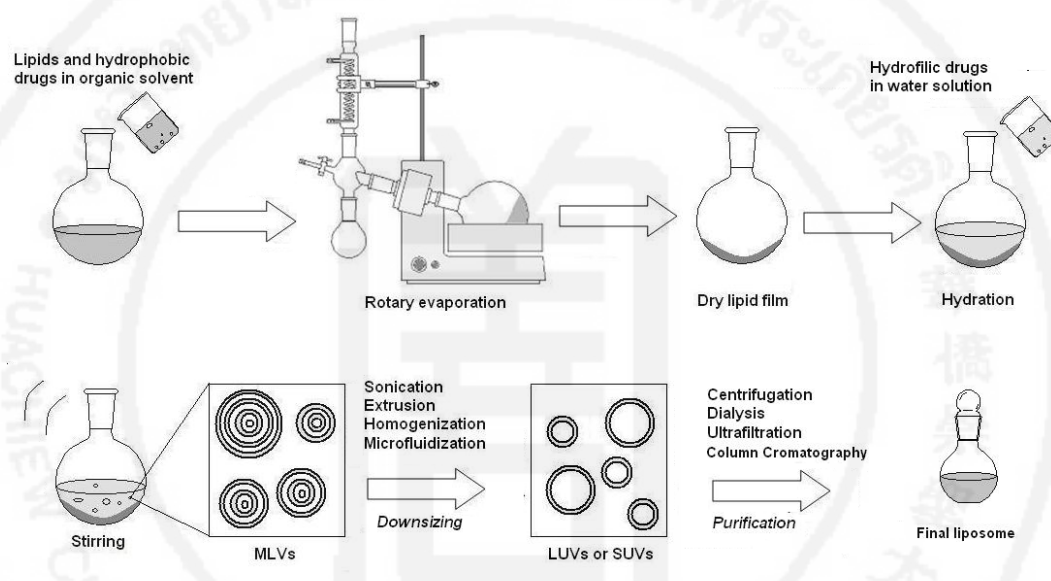 Lipids and hydrophobic
drugs in organic solvent
Hydrofilic drugs
in water solution
Rotary evaporation
Dry lipid film
Hydration
Sonication
Extrusion
Homogenization
Microfluidization
Downsizing
Centrifugation
Dialysis
Ultrafiltration
Column Cromatography
Purification
Stirring
MLVs
LUVs or SUVs
Final liposome
HUACHIEW